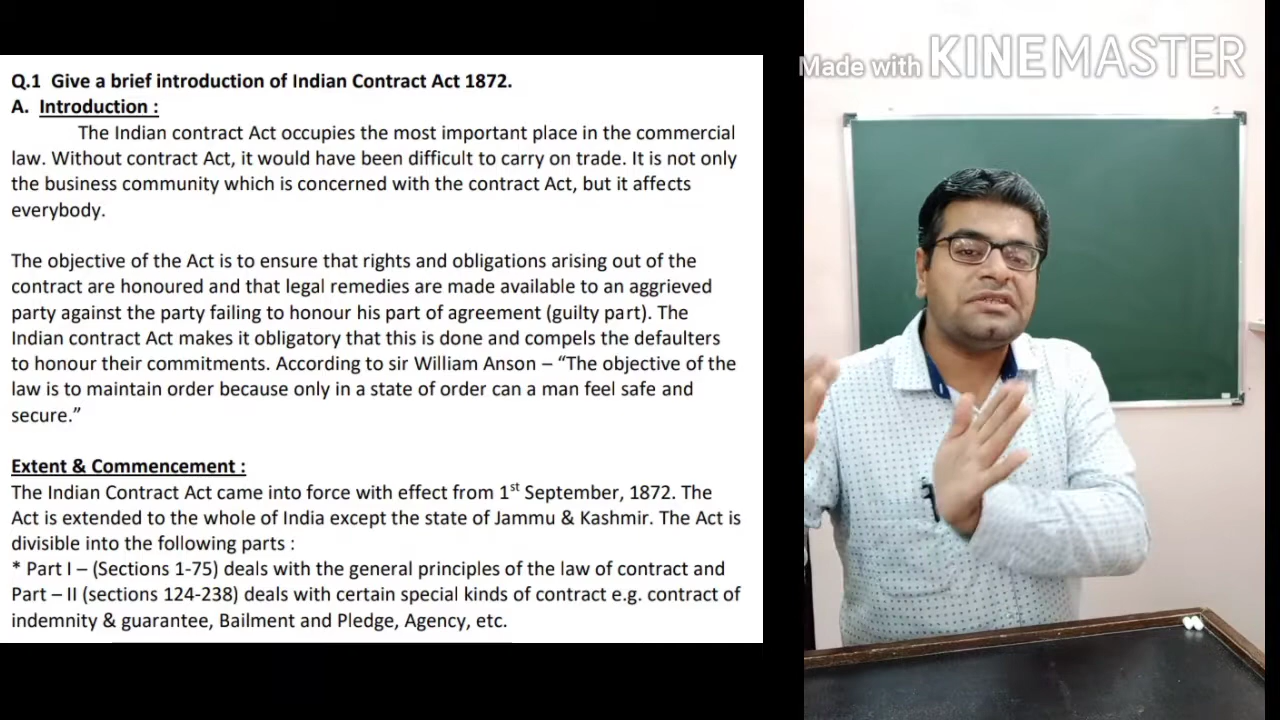 Q.1 Give a brief introduction of Indian Contract Act 1872.
A. Introduction :
The Indian contract Act occupies the most important place in the commercial
law. Without contract Act, it would have been difficult to carry on trade. It is not only
the business community which is concerned with the contract Act, but it affects
everybody.
The objective of the Act is to ensure that rights and obligations arising out of the
contract are honoured and that legal remedies are made available to an aggrieved
party against the party failing to honour his part of agreement (guilty part). The
Indian contract Act makes it obligatory that this is done and compels the defaulters
to honour their commitments. According to sir William Anson – “The objective of the
law is to maintain order because only in a state of order can a man feel safe and
secure.”
Extent & Commencement :
The Indian Contract Act came into force with effect from 1st September, 1872. The
Act is extended to the whole of India except the state of Jammu & Kashmir. The Act is
divisible into the following parts :
* Part I – (Sections 1-75) deals with the general principles of the law of contract and
Part – II (sections 124-238) deals with certain special kinds of contract e.g. contract of
indemnity & guarantee, Bailment and Pledge, Agency, etc.
Made with KINEMASTER